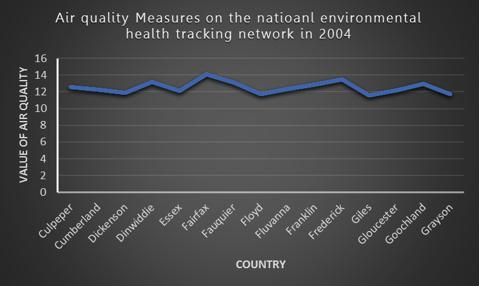 Air quality Measures on the natioanl environmental
health tracking network in 2004
VALUE OF AIR QUALITY
16
14
12
10
8
6
4
2
0
Culpeper
Cumberland
Dickenson
Dinwiddie
Essex
Fairfax
Fauquier
Floyd
Fluvanna
Franklin
Frederick
Giles
Gloucester
Goochland
Grayson
COUNTRY